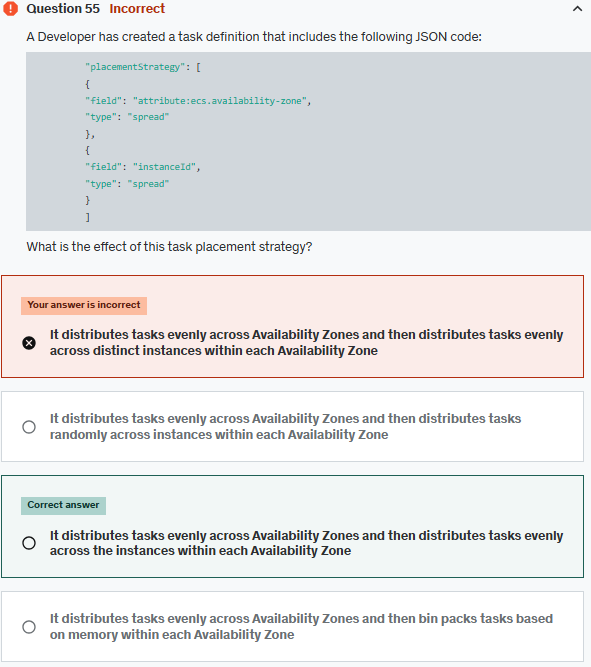 Question 55 Incorrect
A Developer has created a task definition that includes the following JSON code:
"placementStrategy": [
{
"field": "attribute:ecs.availability-zone",
"type": "spread"
},
{
"field": "instanceId",
"type": "spread"
}
]
What is the effect of this task placement strategy?
Your answer is incorrect
It distributes tasks evenly across Availability Zones and then distributes tasks evenly
across distinct instances within each Availability Zone
It distributes tasks evenly across Availability Zones and then distributes tasks
randomly across instances within each Availability Zone
Correct answer
It distributes tasks evenly across Availability Zones and then distributes tasks evenly
across the instances within each Availability Zone
It distributes tasks evenly across Availability Zones and then bin packs tasks based
on memory within each Availability Zone